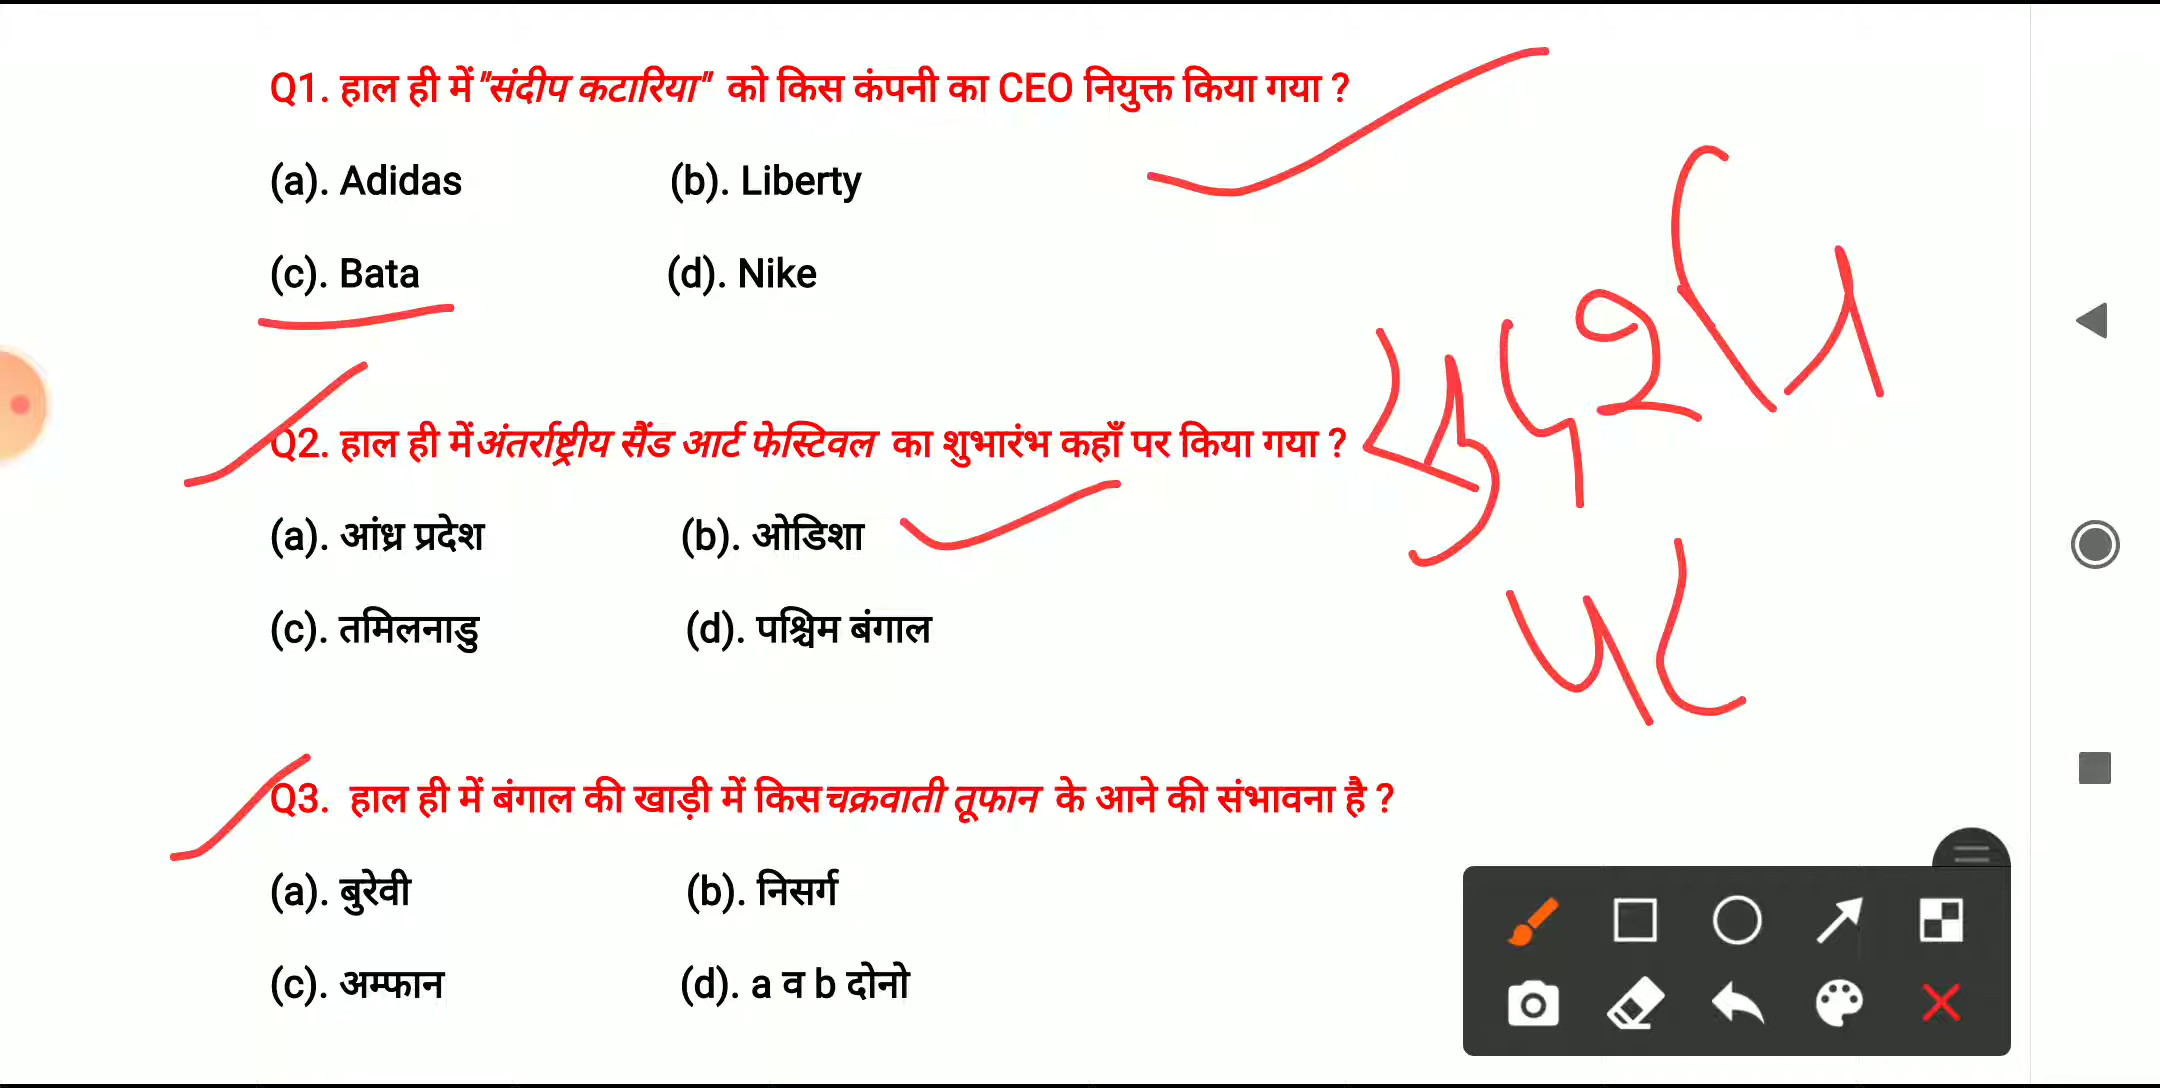 Q1. हाल ही में "संदीप कटारिया" को किस कंपनी का CEO नियुक्त किया गया ?
(a). Adidas (b). Liberty
(c). Bata (d). Nike
Q2. हाल ही में अंतर्राष्ट्रीय सैंड आर्ट फेस्टिवल का शुभारंभ कहाँ पर किया गया ?
(a). आंध्र प्रदेश (b). ओडिशा
(c). तमिलनाडु (d). पश्चिम बंगाल
Q3. हाल ही में बंगाल की खाड़ी में किस चक्रवाती तूफान के आने की संभावना है ?
(a). बुरेवी (b). निसर्ग
(c). अम्फान (d). a व b दोनो